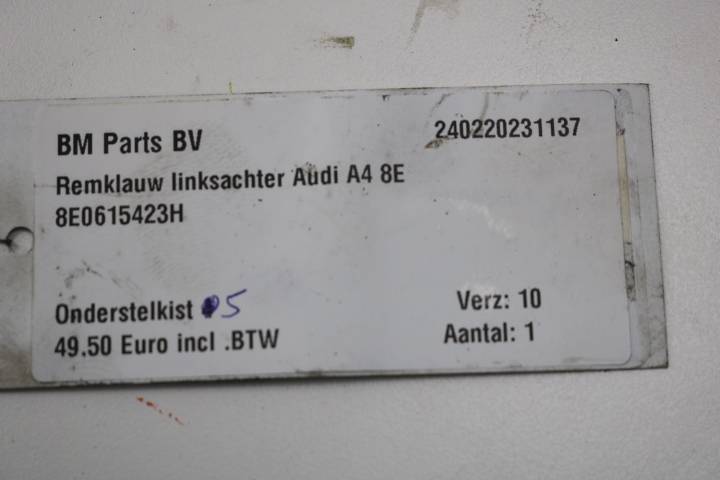 BM Parts BV 240220231137
Remklauw linksachter Audi A4 8E
8E0615423H
Onderstelkist 5 Verz: 10
49.50 Euro incl .BTW Aantal: 1